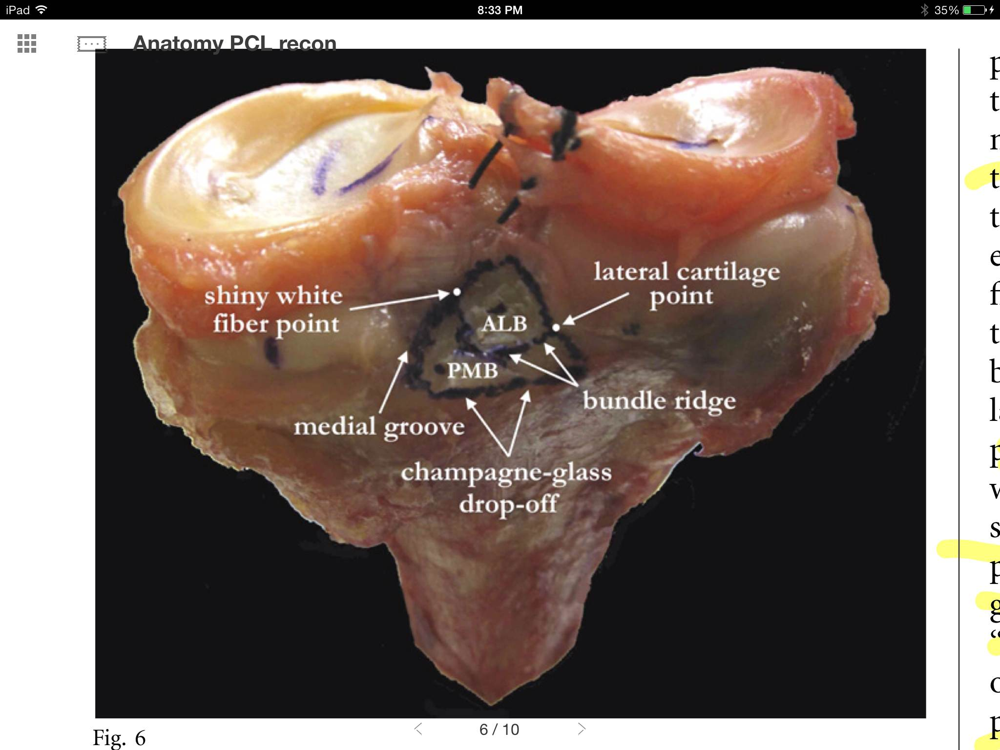 iPad 8:33 PM 35%
Anatomy PCL recon
lateral cartilage
point
shiny white
fiber point
ALB
PMB
bundle ridge
medial groove
champagne-glass
drop-off
6 / 10
Fig. 6